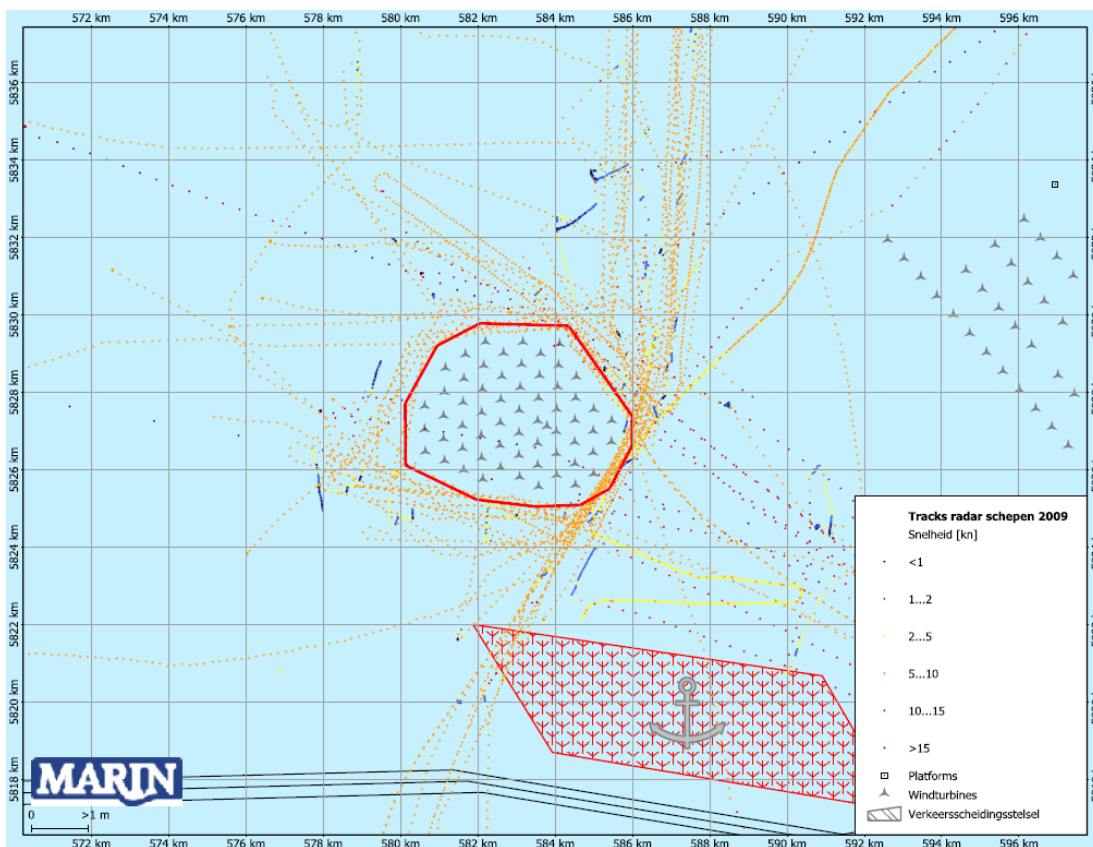 572 km 574 km 576 km 578 km 580 km 582 km 584 km 586 km 588 km 590 km 592 km 594 km 596 km
5836 km
5834 km
5832 km
5830 km
5828 km
5826 km
5824 km
5822 km
5820 km
5818 km
Tracks radar schepen 2009
Snelheid [kn]
<1
1...2
2...5
5...10
10...15
>15
Platforms
Windturbines
Verkeersscheidingsstelsel
MARIN
0 >1 m
572 km 574 km 576 km 578 km 580 km 582 km 584 km 586 km 588 km 590 km 592 km 594 km 596 km